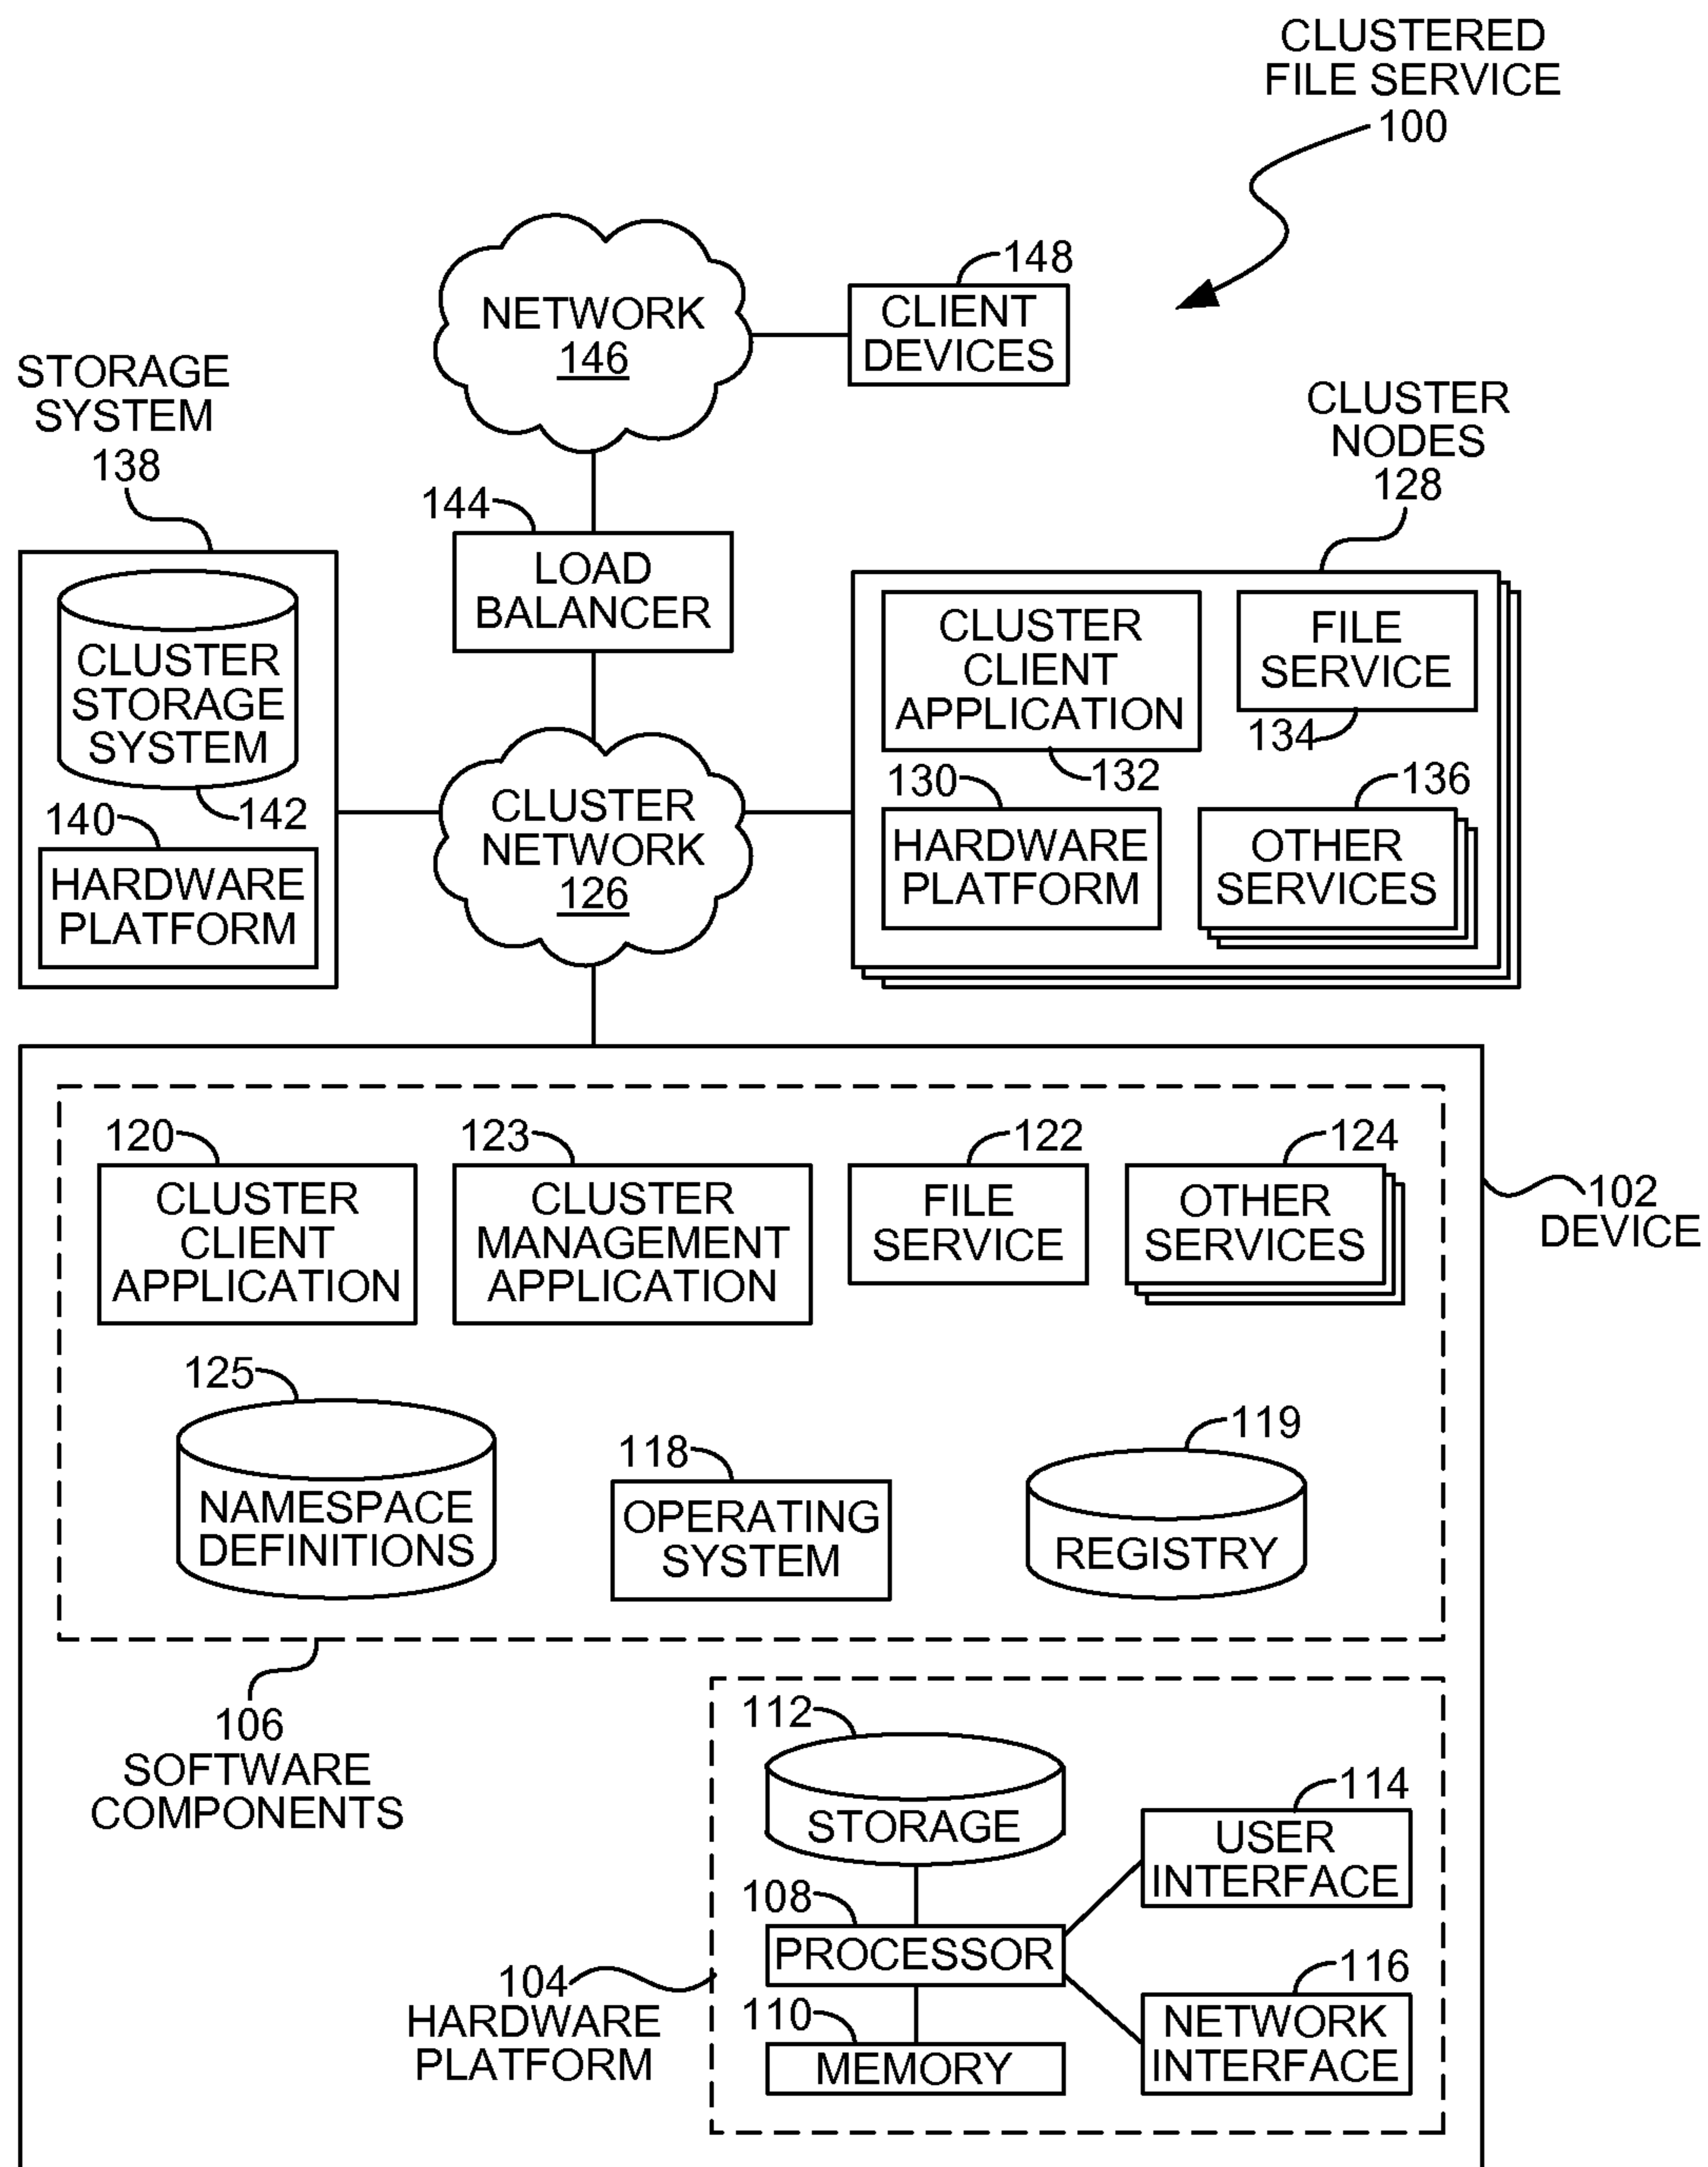 CLUSTERED
FILE SERVICE
100
148
NETWORK
146
CLIENT
DEVICES
STORAGE
SYSTEM
138
CLUSTER
NODES
128
144
LOAD
BALANCER
CLUSTER
STORAGE
SYSTEM
142
140
HARDWARE
PLATFORM
CLUSTER
NETWORK
126
CLUSTER
CLIENT
APPLICATION
132
FILE
SERVICE
134
130
HARDWARE
PLATFORM
136
OTHER
SERVICES
120
CLUSTER
CLIENT
APPLICATION
123
CLUSTER
MANAGEMENT
APPLICATION
122
FILE
SERVICE
124
OTHER
SERVICES
102
DEVICE
125
NAMESPACE
DEFINITIONS
118
OPERATING
SYSTEM
119
REGISTRY
106
SOFTWARE
COMPONENTS
112
STORAGE
114
USER
INTERFACE
108
PROCESSOR
104
HARDWARE
PLATFORM
110
MEMORY
116
NETWORK
INTERFACE